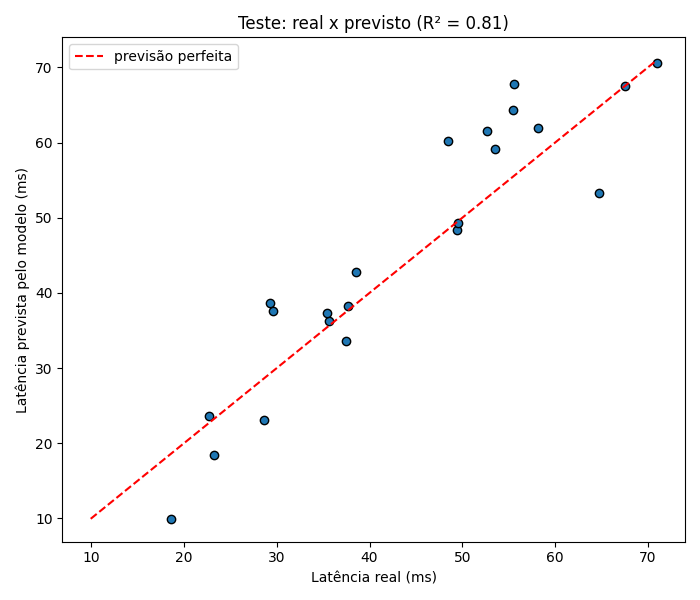 Teste: real x previsto (R² = 0.81)
previsão perfeita
Latência prevista pelo modelo (ms)
70
60
50
40
30
20
10
10 20 30 40 50 60 70
Latência real (ms)